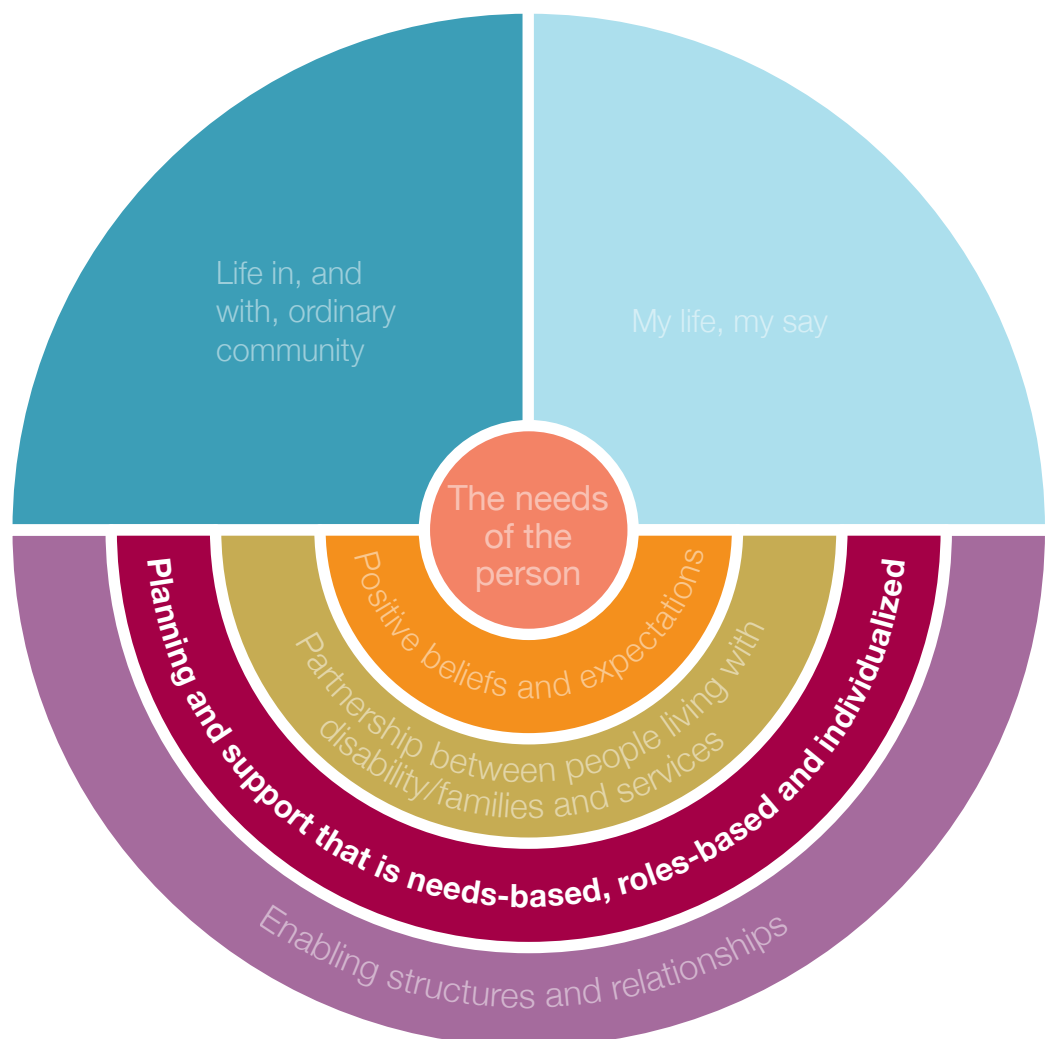 Life in, and
with, ordinary
community
My life, my say
The needs
of the
person
Positive beliefs and expectations
Partnership between people living with
disability/families and services
Planning and support that is needs-based, roles-based and individualized
Enabling structures and relationships